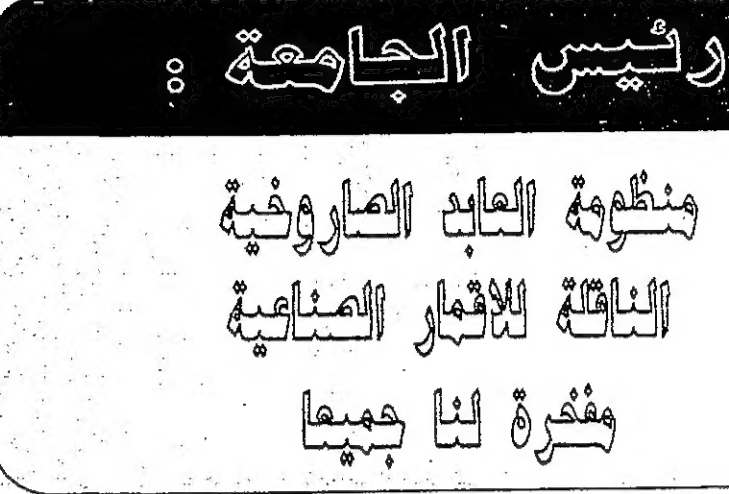 رئيس الجامعة :
منظومة العابد الصاروخية
الناقلة للاقمار الصناعية
مفخرة لنا جميعا